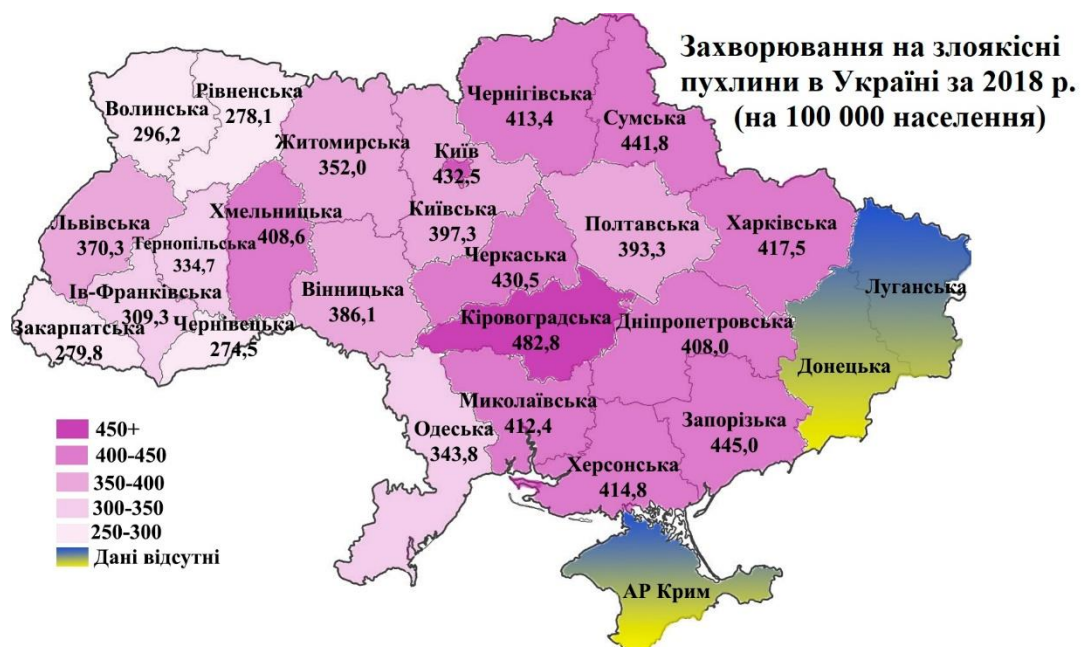 Захворювання на злоякісні
пухлини в Україні за 2018 р.
(на 100 000 населення)
Волинська
296,2
Рівненська
278,1
Житомирська
352,0
Київ
432,5
Чернігівська
413,4
Сумська
441,8
Львівська
370,3
Тернопільська
334,7
Хмельницька
408,6
Київська
397,3
Полтавська
393,3
Харківська
417,5
Луганська
Черкаська
430,5
Ів-Франківська
309,3
Вінницька
386,1
Закарпатська
279,8
Чернівецька
274,5
Кіровоградська
482,8
Дніпропетровська
408,0
Донецька
Миколаївська
412,4
Одеська
343,8
Запорізька
445,0
Херсонська
414,8
АР Крим
450+
400-450
350-400
300-350
250-300
Дані відсутні